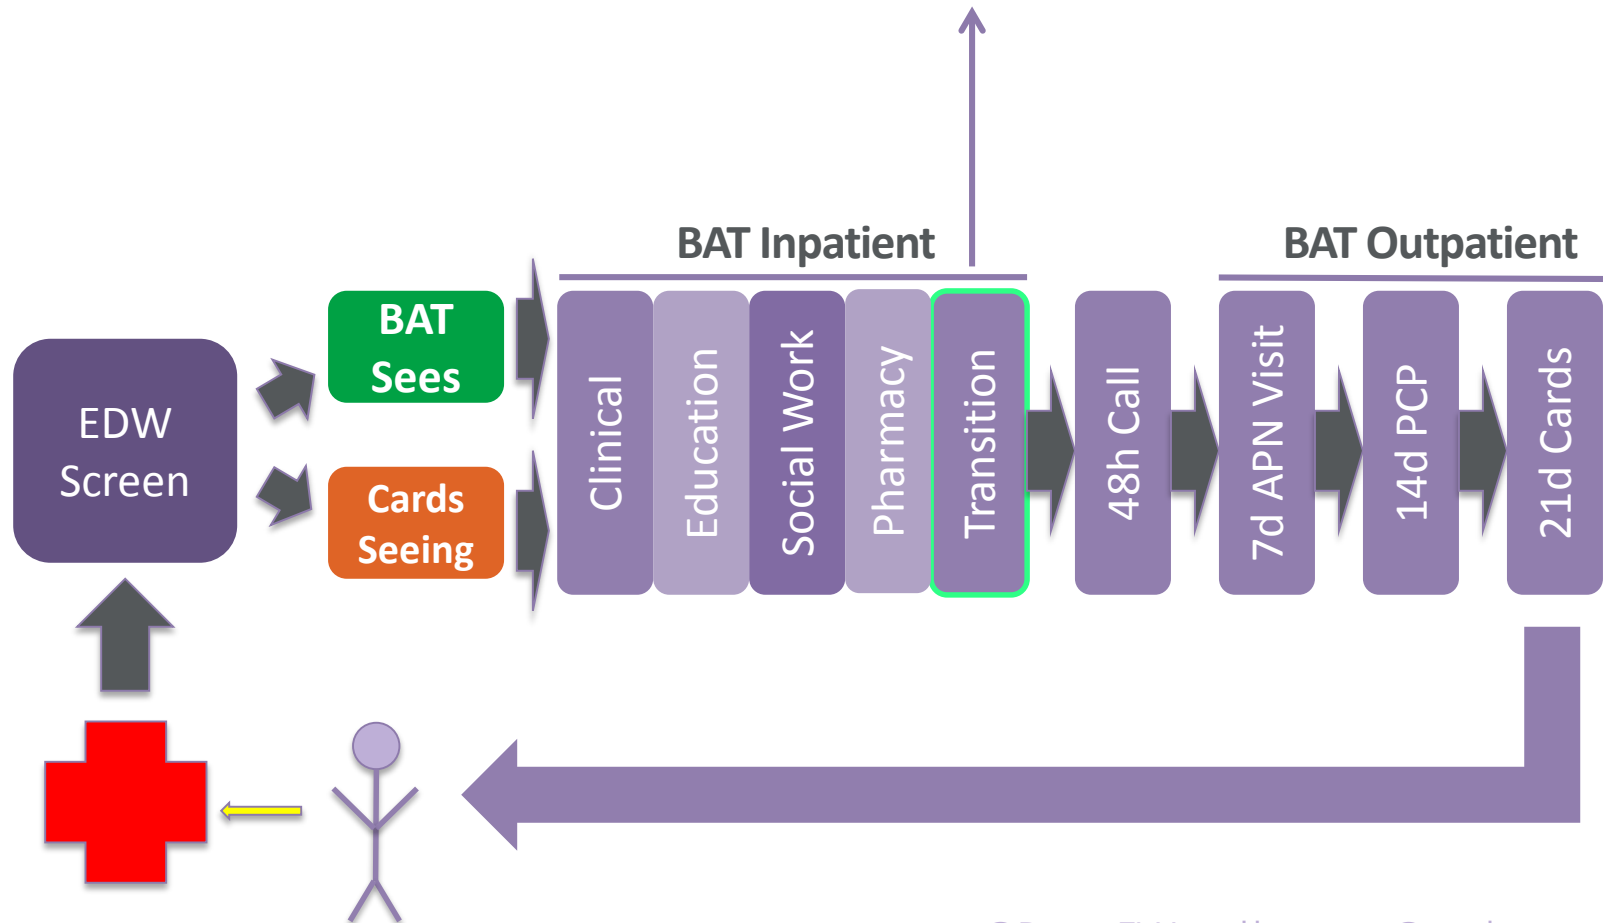 BAT Inpatient
BAT Outpatient
EDW
Screen
BAT
Sees
Cards
Seeing
Clinical
Education
Social Work
Pharmacy
Transition
48h Call
7d APN Visit
14d PCP
21d Cards